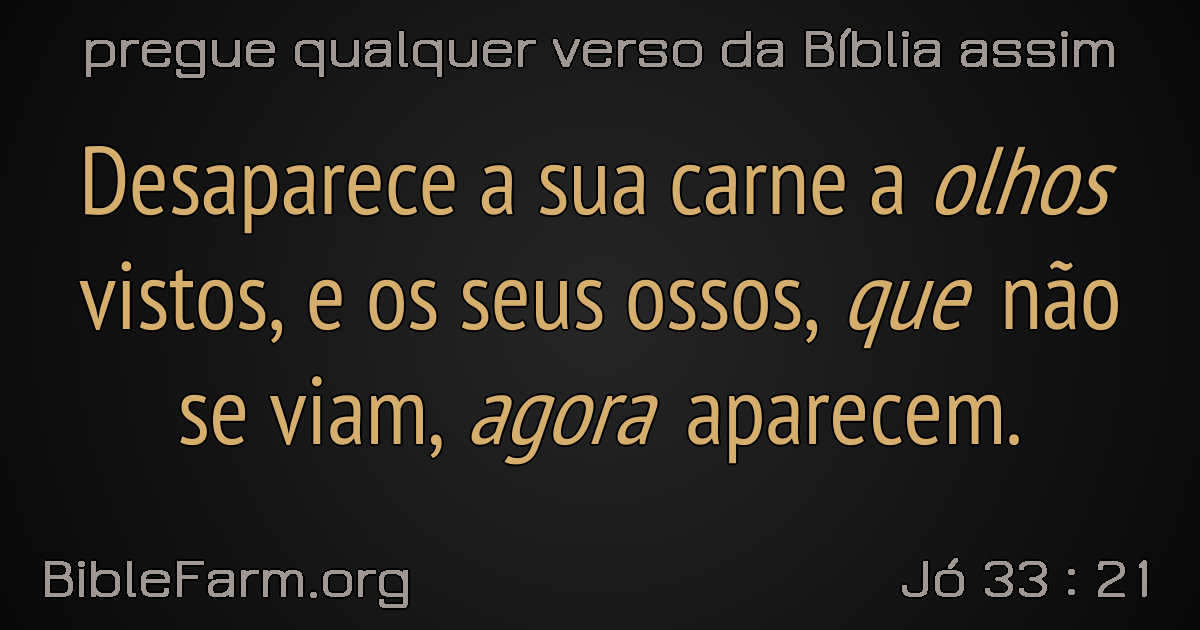 pregue qualquer verso da Bíblia assim
Desaparece a sua carne a olhos
vistos, e os seus ossos, que não
se viam, agora aparecem.
BibleFarm.org
Jó 33 : 21